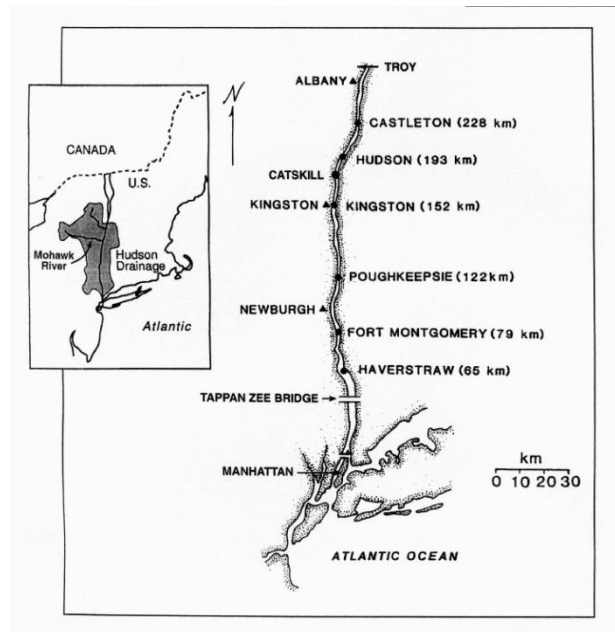 TROY
ALBANY
N
CASTLETON (228 km)
CANADA
HUDSON (193 km)
U.S.
CATSKILL
KINGSTON
KINGSTON (152 km)
Mohawk
River
Hudson
Drainage
POUGHKEEPSIE (122km)
NEWBURGH
Atlantic
FORT MONTGOMERY (79 km)
HAVERSTRAW (65 km)
TAPPAN ZEE BRIDGE
km
MANHATTAN
0 10 20 30
ATLANTIC OCEAN